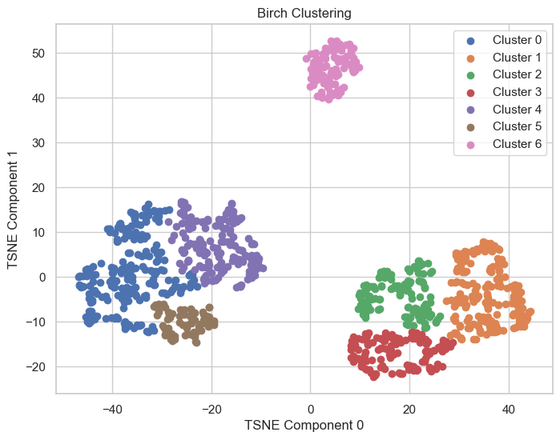 Birch Clustering
Cluster 0
Cluster 1
Cluster 2
Cluster 3
Cluster 4
Cluster 5
Cluster 6
TSNE Component 1
50
40
30
20
10
0
−10
−20
−40
−20
0
20
40
TSNE Component 0